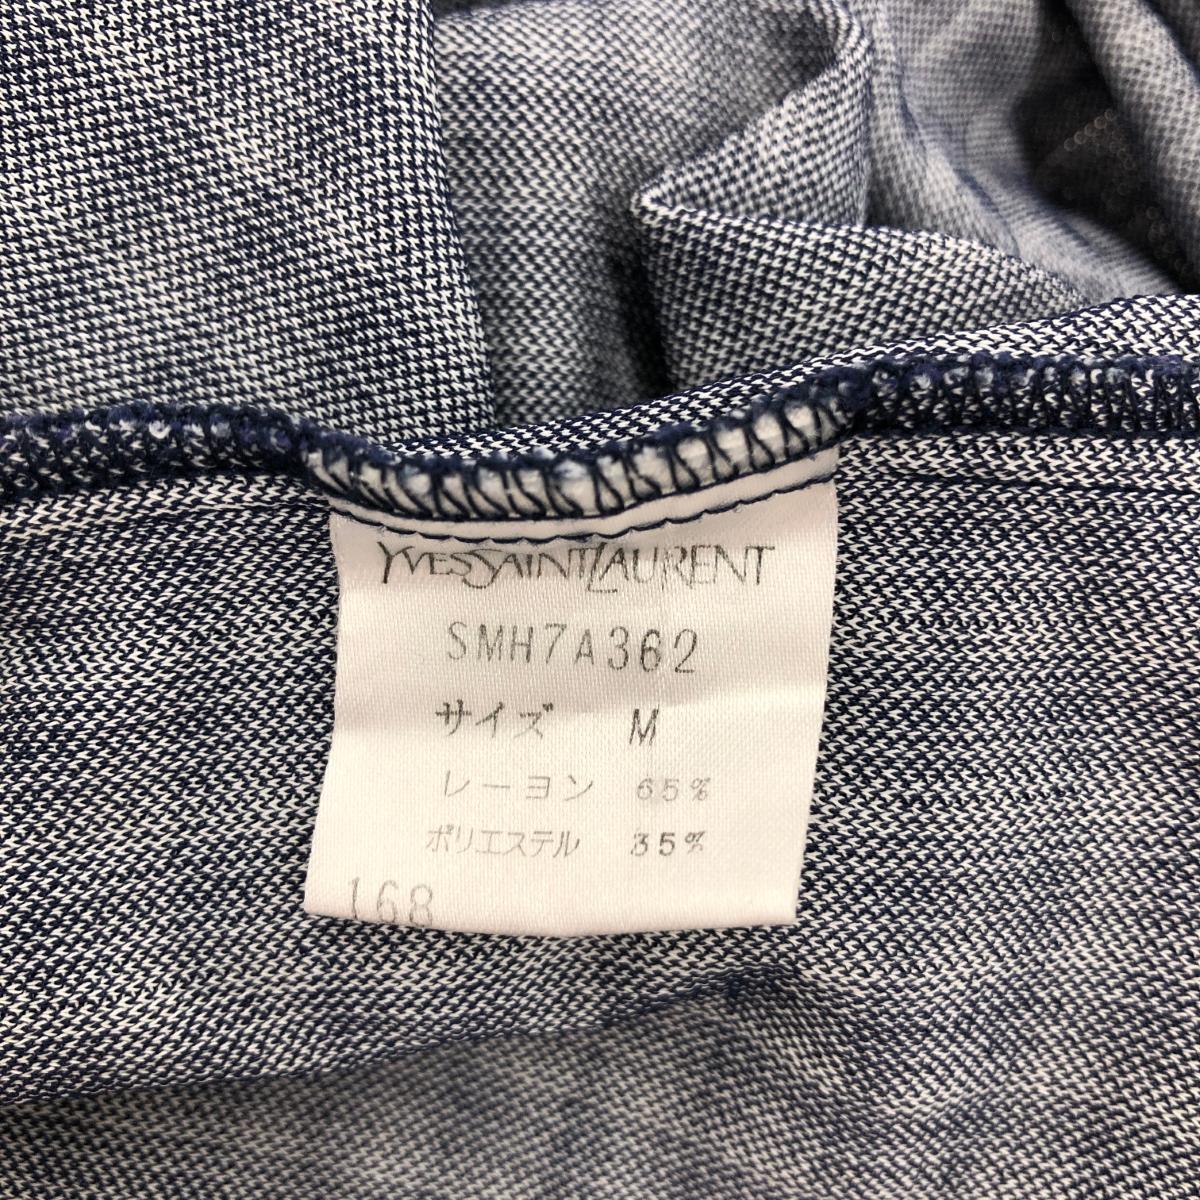 YVESSAINTLAURENT
SMH7A362
サイズ M
レーヨン 65%
ポリエステル 35%
168